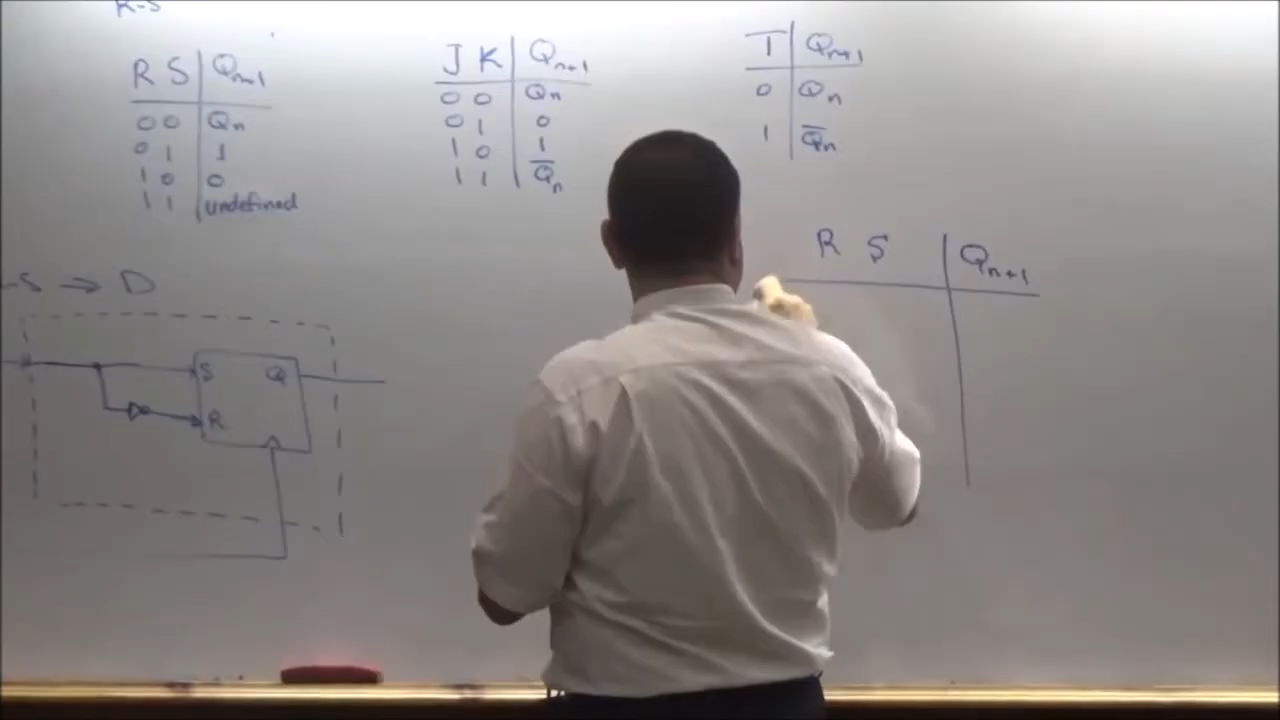 R-S
R S Qn+1
0 0 Qn
0 1 1
1 0 0
1 1 undefined
J K Qn+1
0 0 Qn
0 1 0
1 0 1
1 1 Q̅n
T Qn+1
0 Qn
1 Q̅n
-S → D
S Q
R
R S Qn+1